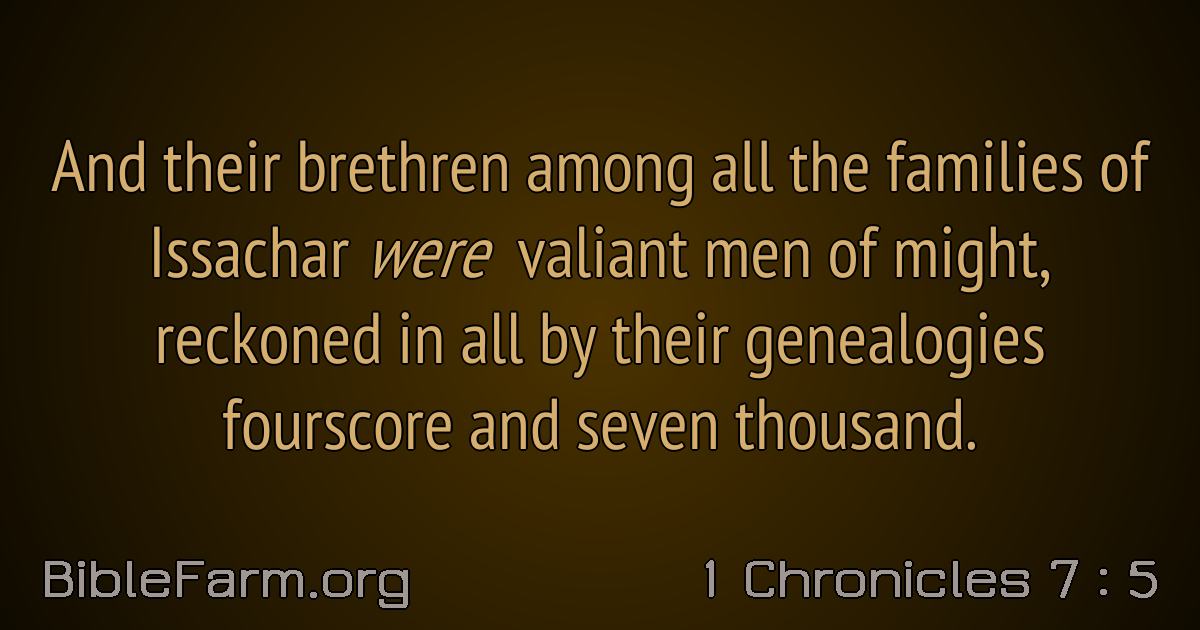 And their brethren among all the families of
Issachar were valiant men of might,
reckoned in all by their genealogies
fourscore and seven thousand.
BibleFarm.org
1 Chronicles 7 : 5